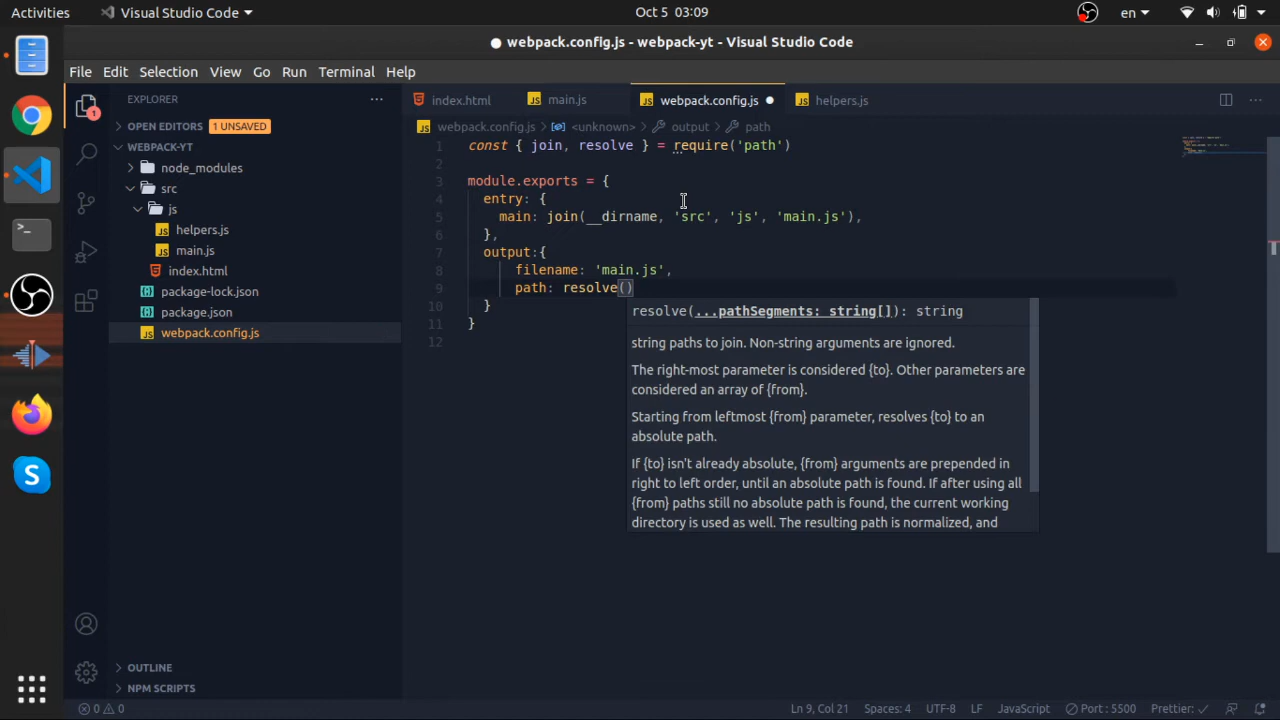 Activities
Visual Studio Code
Oct 5 03:09
en
● webpack.config.js - webpack-yt - Visual Studio Code
File Edit Selection View Go Run Terminal Help
EXPLORER
index.html
main.js
webpack.config.js
helpers.js
OPEN EDITORS 1 UNSAVED
webpack.config.js > <unknown> > output > path
WEBPACK-YT
node_modules
src
js
helpers.js
main.js
index.html
package-lock.json
package.json
webpack.config.js
1
1 const { join, resolve } = require('path')
2
3 module.exports = {
4 entry: {
5 main: join(__dirname, 'src', 'js', 'main.js'),
6 },
7 output:{
8 filename: 'main.js',
9 path: resolve()
10 }
11 }
12
resolve(...pathSegments: string[]): string
string paths to join. Non-string arguments are ignored.
The right-most parameter is considered {to}. Other parameters are
considered an array of {from}.
Starting from leftmost {from} parameter, resolves {to} to an
absolute path.
If {to} isn't already absolute, {from} arguments are prepended in
right to left order, until an absolute path is found. If after using all
{from} paths still no absolute path is found, the current working
directory is used as well. The resulting path is normalized, and
OUTLINE
NPM SCRIPTS
0 0
Ln 9, Col 21 Spaces: 4 UTF-8 LF JavaScript Port : 5500 Prettier: ✓